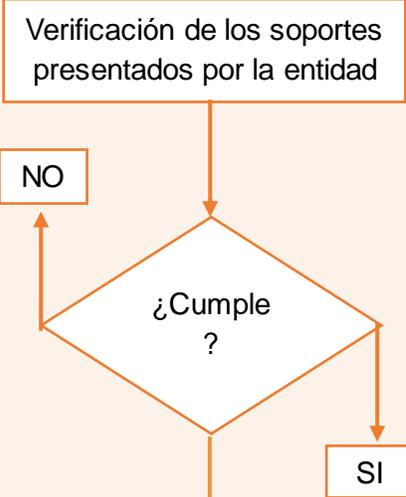 Verificación de los soportes
presentados por la entidad
NO
¿Cumple
?
SI